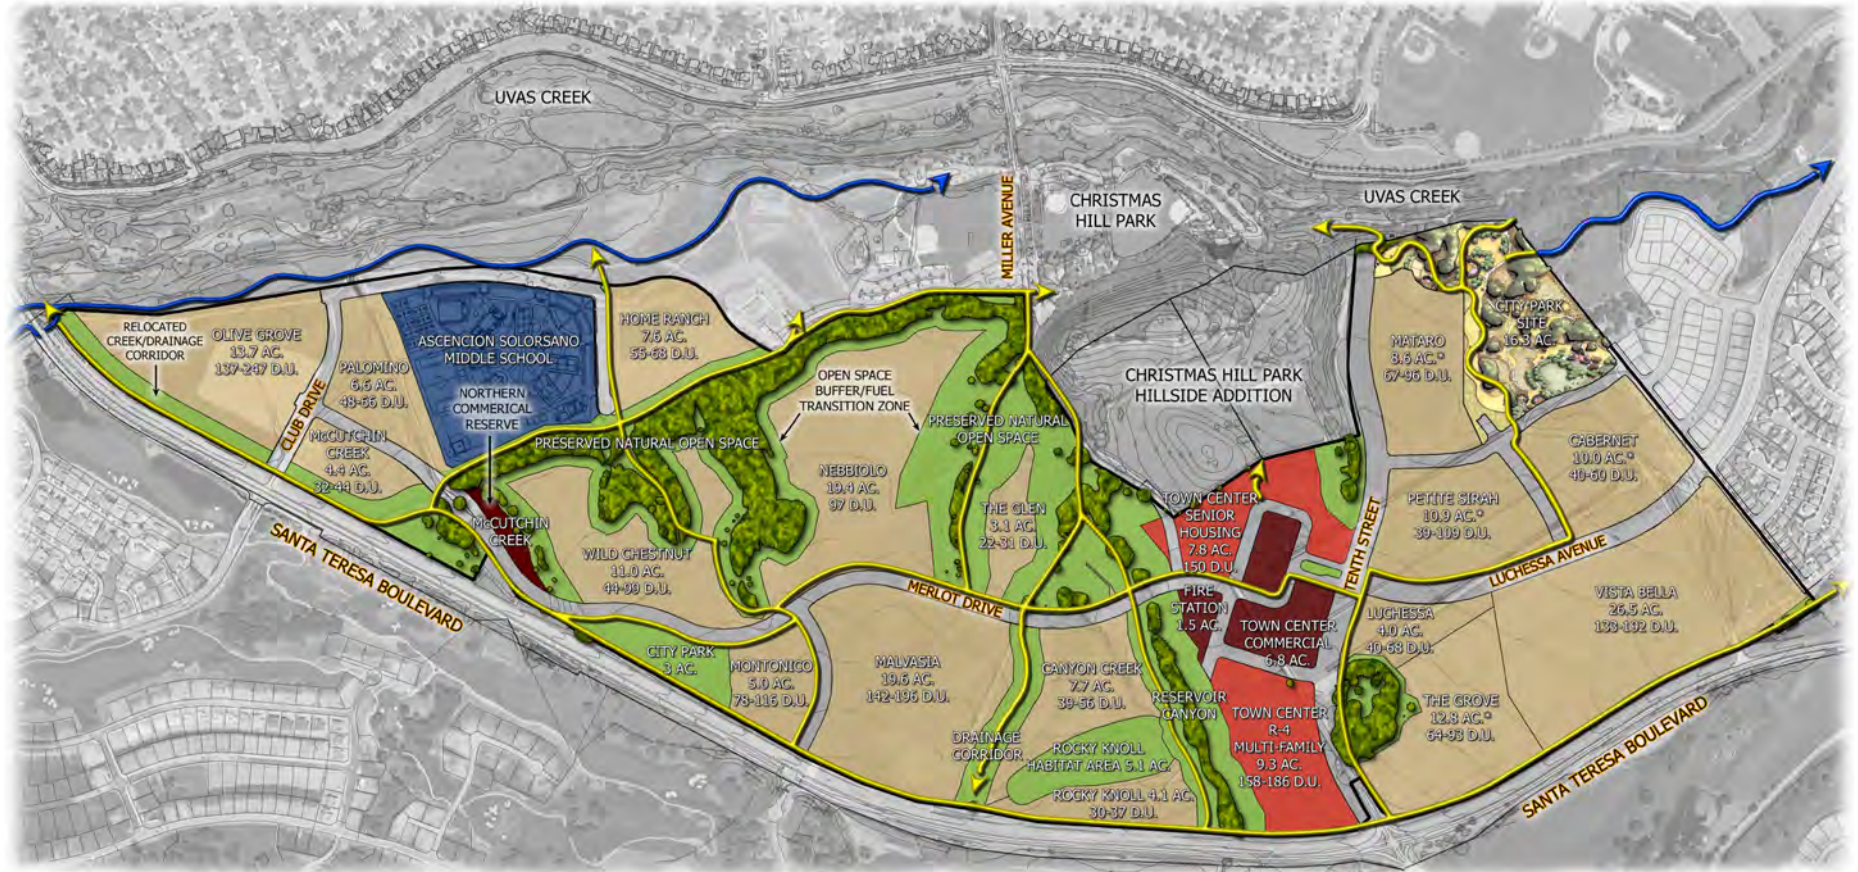 UVAS CREEK
MILLER AVENUE
CHRISTMAS
HILL PARK
UVAS CREEK
RELOCATED
CREEK/DRAINAGE
CORRIDOR
OLIVE GROVE
13.7 AC.
137-247 D.U.
CLUB DRIVE
PALOMINO
6.6 AC.
48-66 D.U.
ASCENCION SOLORSANO
MIDDLE SCHOOL
HOME RANCH
7.6 AC.
55-68 D.U.
McCUTCHIN
CREEK
4.4 AC.
32-44 D.U.
NORTHERN
COMMERICAL
RESERVE
PRESERVED NATURAL OPEN SPACE
OPEN SPACE
BUFFER/FUEL
TRANSITION ZONE
PRESERVED NATURAL
OPEN SPACE
CHRISTMAS HILL PARK
HILLSIDE ADDITION
MATARO
8.6 AC.*
67-96 D.U.
CITY PARK
SITE
16.3 AC.
CABERNET
10.0 AC.*
40-60 D.U.
NEBBIOLO
19.4 AC.
97 D.U.
THE GLEN
3.1 AC.
22-31 D.U.
TOWN CENTER
SENIOR
HOUSING
7.8 AC.
150 D.U.
TENTH STREET
PETITE SIRAH
10.9 AC.*
39-109 D.U.
McCUTCHIN
CREEK
WILD CHESTNUT
11.0 AC.
44-99 D.U.
SANTA TERESA BOULEVARD
MERLOT DRIVE
FIRE
STATION
1.5 AC.
TOWN CENTER
COMMERCIAL
6.8 AC.
LUCHESSA AVENUE
LUCHESSA
4.0 AC.
40-68 D.U.
VISTA BELLA
26.5 AC.
133-192 D.U.
CITY PARK
3 AC.
MONTONICO
5.0 AC.
78-116 D.U.
MALVASIA
19.6 AC.
142-196 D.U.
CANYON CREEK
7.7 AC.
39-56 D.U.
RESERVOIR
CANYON
DRAINAGE
CORRIDOR
ROCKY KNOLL
HABITAT AREA 5.1 AC.
ROCKY KNOLL 4.1 AC.
30-37 D.U.
TOWN CENTER
R-4
MULTI-FAMILY
9.3 AC.
158-186 D.U.
THE GROVE
12.8 AC.*
64-93 D.U.
SANTA TERESA BOULEVARD